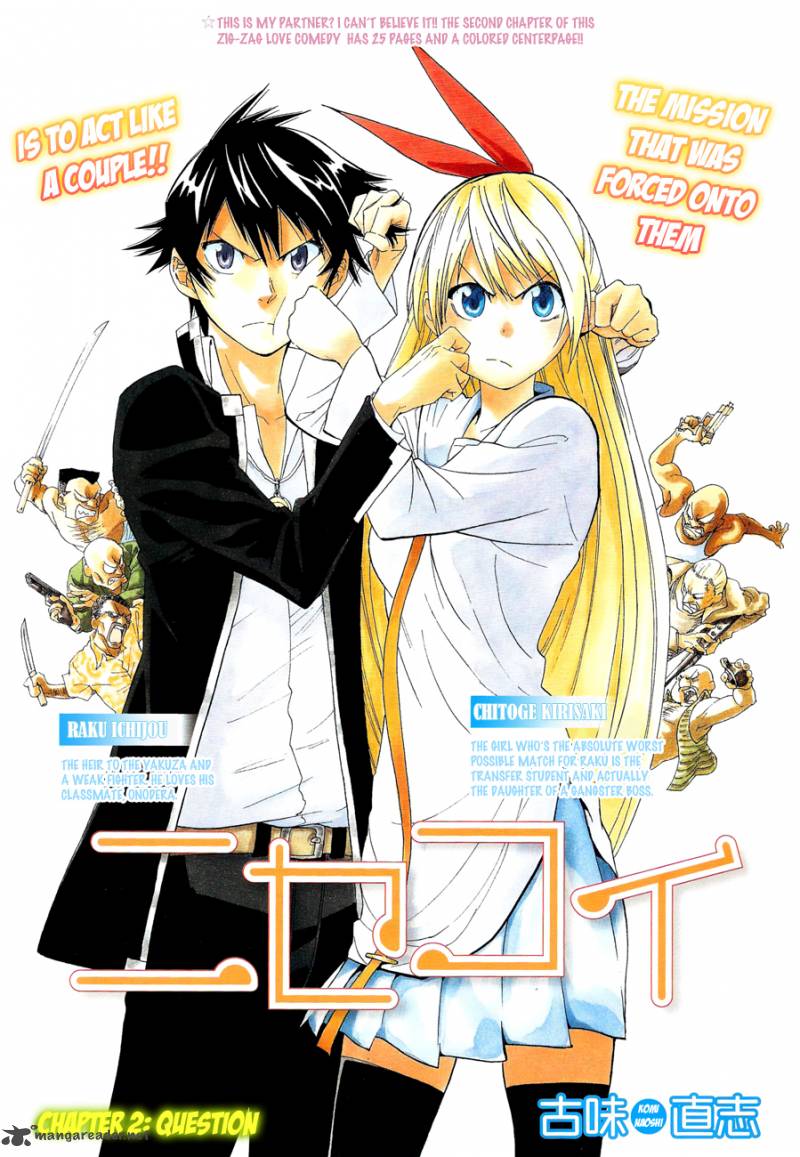 ☆THIS IS MY PARTNER? I CAN'T BELIEVE IT!! THE SECOND CHAPTER OF THIS
ZIG-ZAG LOVE COMEDY HAS 25 PAGES AND A COLORED CENTERPAGE!!
THE MISSION
THAT WAS
FORCED ONTO
THEM
IS TO ACT LIKE
A COUPLE!!
RAKU ICHIJOU
THE HEIR TO THE YAKUZA AND
A WEAK FIGHTER. HE LOVES HIS
CLASSMATE, ONODERA.
CHITOGE KIRISAKI
THE GIRL WHO'S THE ABSOLUTE WORST
POSSIBLE MATCH FOR RAKU IS THE
TRANSFER STUDENT AND ACTUALLY
THE DAUGHTER OF A GANGSTER BOSS.
ニセコイ
CHAPTER 2: QUESTION
古味直志
KOMI
NAOSHI
mangareader.net